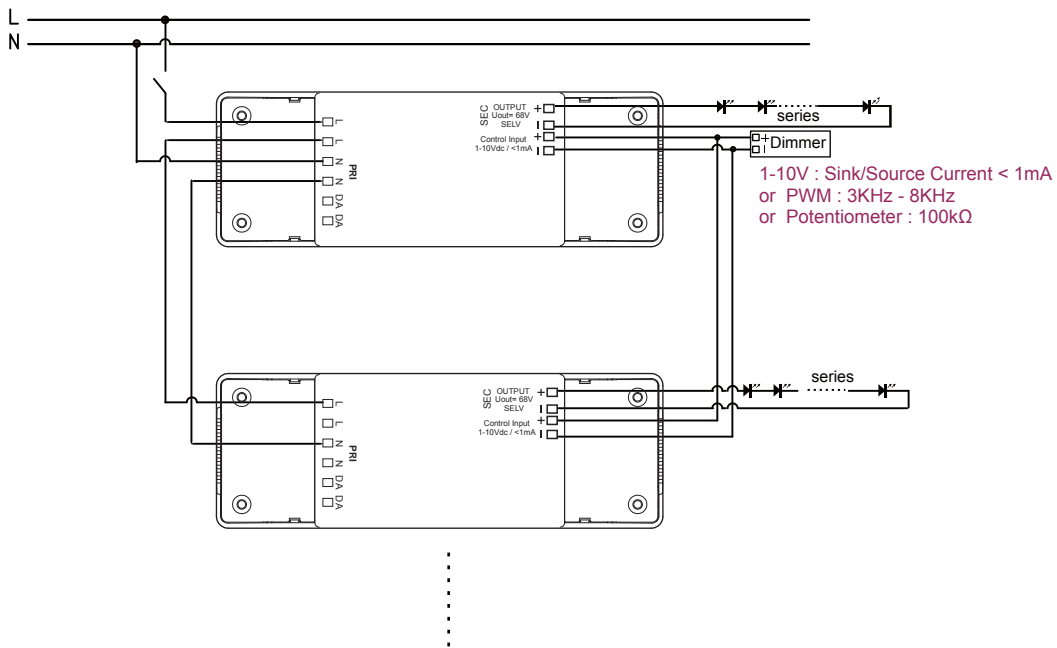 L
N
L
L
N
N
DA
DA
PRI
SEC
OUTPUT +
Uout= 68V
SELV I
Control Input +
1-10Vdc / <1mA I
series
+ Dimmer
I
1-10V : Sink/Source Current < 1mA
or PWM : 3KHz - 8KHz
or Potentiometer : 100kΩ
L
L
N
N
DA
DA
PRI
SEC
OUTPUT +
Uout= 68V
SELV I
Control Input +
1-10Vdc / <1mA I
series